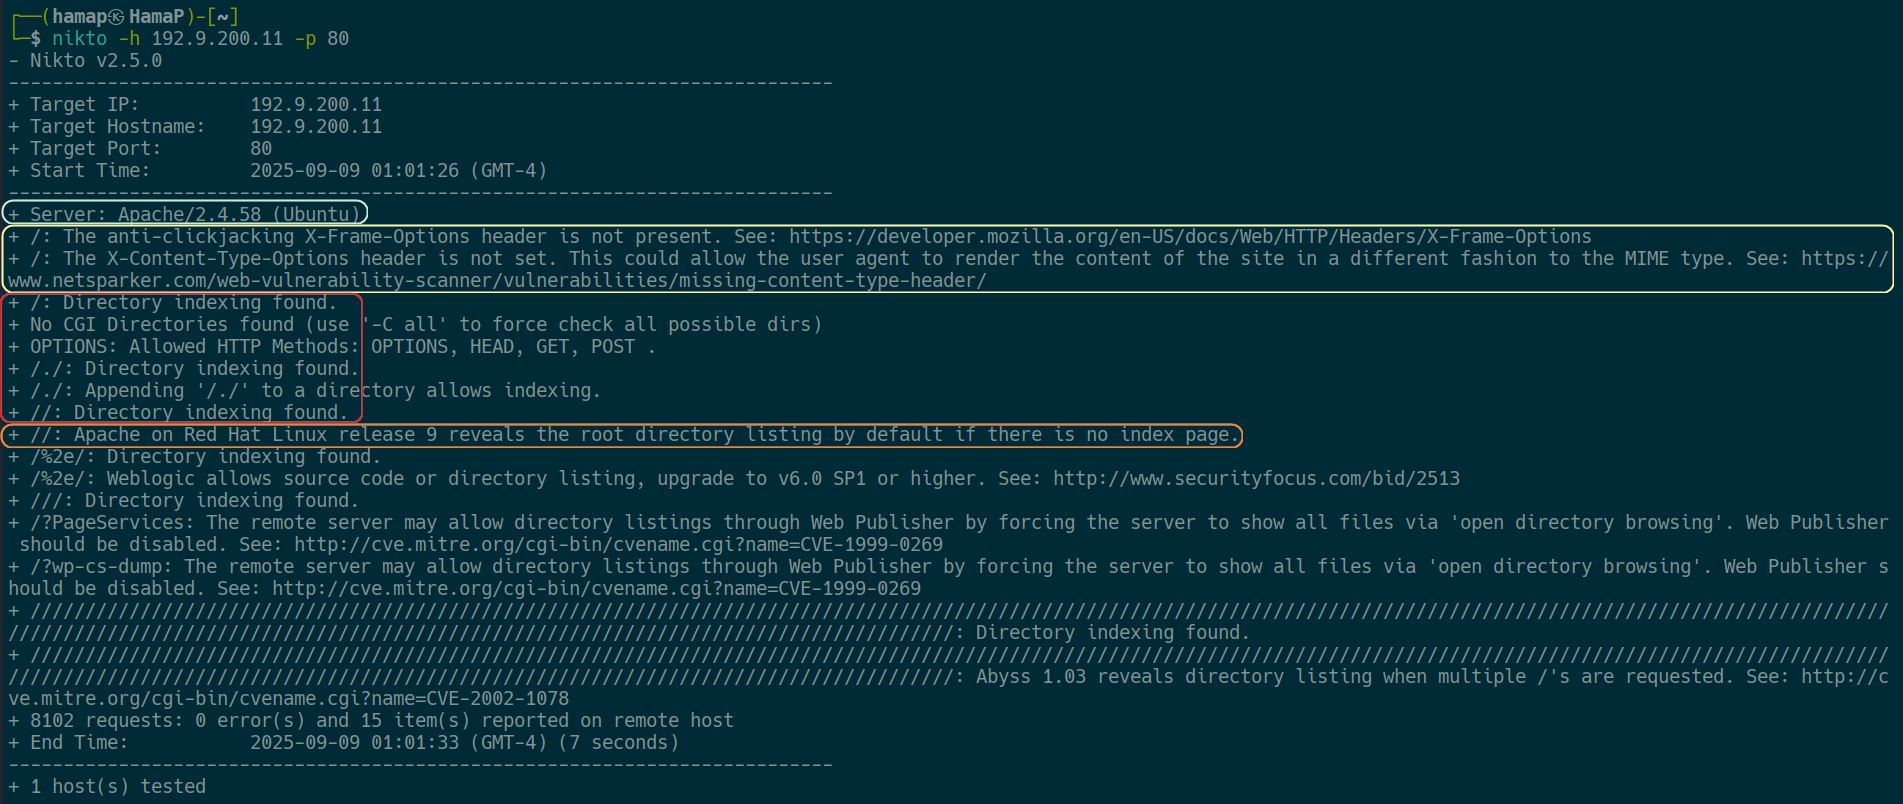 ┌──(hamap㉿HamaP)-[~]
└─$ nikto -h 192.9.200.11 -p 80
- Nikto v2.5.0
---------------------------------------------------------------------------
+ Target IP:          192.9.200.11
+ Target Hostname:    192.9.200.11
+ Target Port:        80
+ Start Time:         2025-09-09 01:01:26 (GMT-4)
---------------------------------------------------------------------------
+ Server: Apache/2.4.58 (Ubuntu)
+ /: The anti-clickjacking X-Frame-Options header is not present. See: https://developer.mozilla.org/en-US/docs/Web/HTTP/Headers/X-Frame-Options
+ /: The X-Content-Type-Options header is not set. This could allow the user agent to render the content of the site in a different fashion to the MIME type. See: https://
www.netsparker.com/web-vulnerability-scanner/vulnerabilities/missing-content-type-header/
+ /: Directory indexing found.
+ No CGI Directories found (use '-C all' to force check all possible dirs)
+ OPTIONS: Allowed HTTP Methods: OPTIONS, HEAD, GET, POST .
+ /./: Directory indexing found.
+ /./: Appending '/./' to a directory allows indexing.
+ //: Directory indexing found.
+ //: Apache on Red Hat Linux release 9 reveals the root directory listing by default if there is no index page.
+ /%2e/: Directory indexing found.
+ /%2e/: Weblogic allows source code or directory listing, upgrade to v6.0 SP1 or higher. See: http://www.securityfocus.com/bid/2513
+ ///: Directory indexing found.
+ /?PageServices: The remote server may allow directory listings through Web Publisher by forcing the server to show all files via 'open directory browsing'. Web Publisher
 should be disabled. See: http://cve.mitre.org/cgi-bin/cvename.cgi?name=CVE-1999-0269
+ /?wp-cs-dump: The remote server may allow directory listings through Web Publisher by forcing the server to show all files via 'open directory browsing'. Web Publisher s
hould be disabled. See: http://cve.mitre.org/cgi-bin/cvename.cgi?name=CVE-1999-0269
+ /////////////////////////////////////////////////////////////////////////////////////////////////////////////////////////////////////////////////////////////////////////
//////////////////////////////////////////////////////////////////////////////////////: Directory indexing found.
+ /////////////////////////////////////////////////////////////////////////////////////////////////////////////////////////////////////////////////////////////////////////
//////////////////////////////////////////////////////////////////////////////////////: Abyss 1.03 reveals directory listing when multiple /'s are requested. See: http://c
ve.mitre.org/cgi-bin/cvename.cgi?name=CVE-2002-1078
+ 8102 requests: 0 error(s) and 15 item(s) reported on remote host
+ End Time:           2025-09-09 01:01:33 (GMT-4) (7 seconds)
---------------------------------------------------------------------------
+ 1 host(s) tested